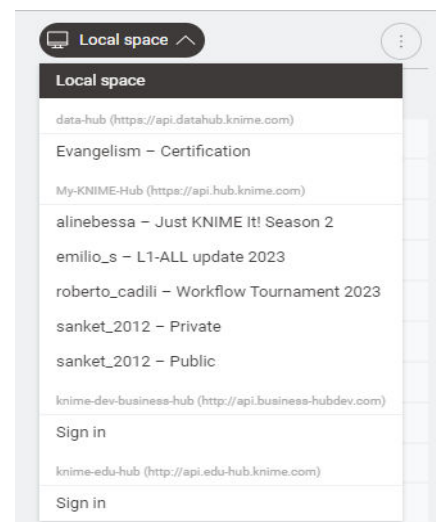 Local space
Local space
data-hub (https://api.datahub.knime.com)
Evangelism – Certification
My-KNIME-Hub (https://api.hub.knime.com)
alinebessa – Just KNIME It! Season 2
emilio_s – L1-ALL update 2023
roberto_cadili – Workflow Tournament 2023
sanket_2012 – Private
sanket_2012 – Public
knime-dev-business-hub (http://api.business-hubdev.com)
Sign in
knime-edu-hub (http://api.edu-hub.knime.com)
Sign in